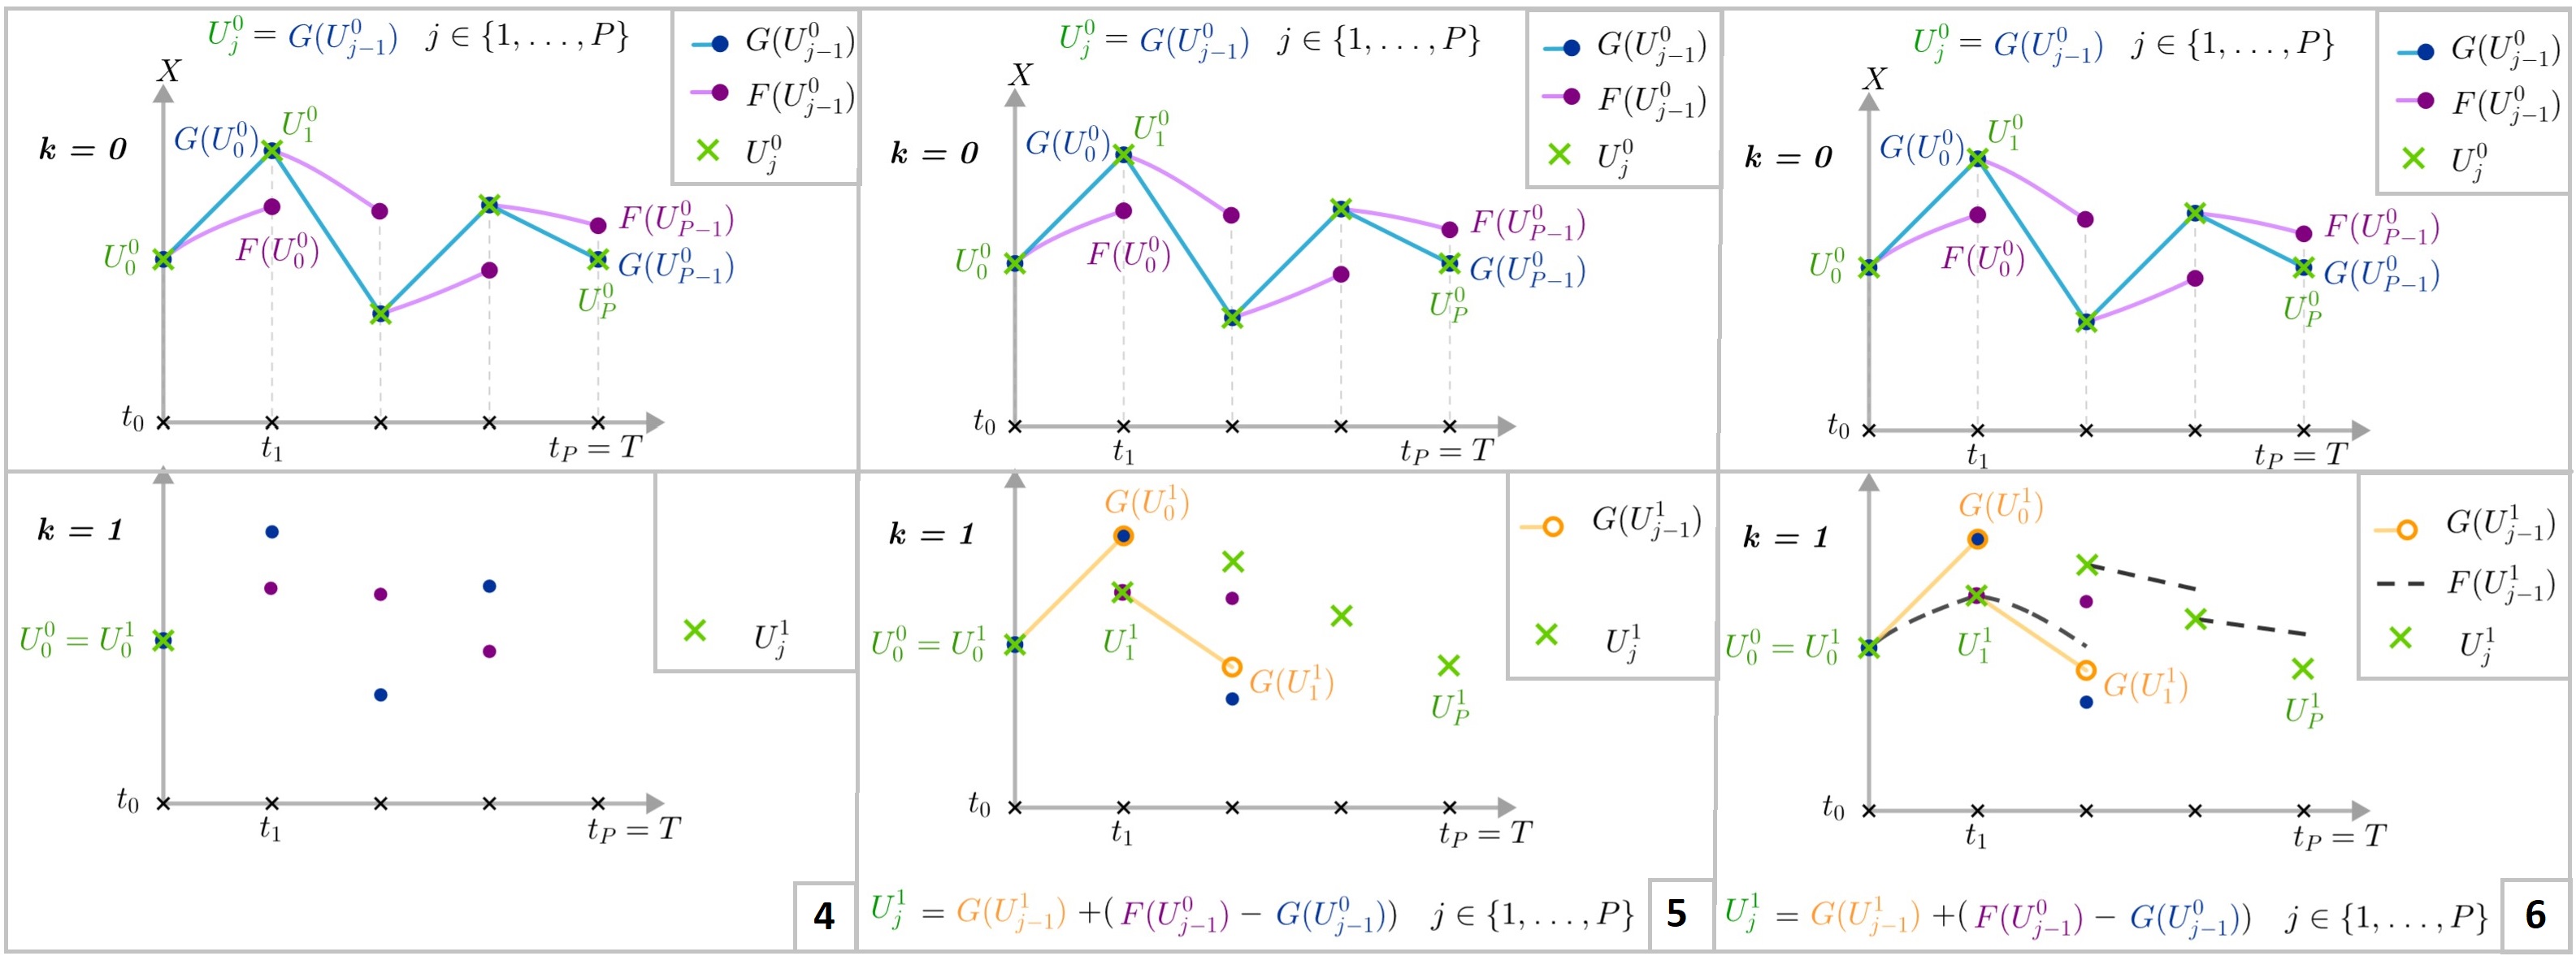 U_j^0 = G(U_{j-1}^0) j ∈ {1, . . . , P}
G(U_{j-1}^0)
F(U_{j-1}^0)
U_j^0
X
k = 0
G(U_0^0)
U_1^0
U_0^0
F(U_0^0)
F(U_{P-1}^0)
G(U_{P-1}^0)
U_P^0
t_0
t_1
t_P = T
U_j^0 = G(U_{j-1}^0) j ∈ {1, . . . , P}
G(U_{j-1}^0)
F(U_{j-1}^0)
U_j^0
X
k = 0
G(U_0^0)
U_1^0
U_0^0
F(U_0^0)
F(U_{P-1}^0)
G(U_{P-1}^0)
U_P^0
t_0
t_1
t_P = T
U_j^0 = G(U_{j-1}^0) j ∈ {1, . . . , P}
G(U_{j-1}^0)
F(U_{j-1}^0)
U_j^0
X
k = 0
G(U_0^0)
U_1^0
U_0^0
F(U_0^0)
F(U_{P-1}^0)
G(U_{P-1}^0)
U_P^0
t_0
t_1
t_P = T
k = 1
U_0^0 = U_0^1
U_j^1
t_0
t_1
t_P = T
4
k = 1
G(U_0^1)
G(U_{j-1}^1)
U_j^1
U_0^0 = U_0^1
U_1^1
G(U_1^1)
U_P^1
t_0
t_1
t_P = T
U_j^1 = G(U_{j-1}^1) +( F(U_{j-1}^0) − G(U_{j-1}^0)) j ∈ {1, . . . , P}
5
k = 1
G(U_0^1)
G(U_{j-1}^1)
F(U_{j-1}^1)
U_j^1
U_0^0 = U_0^1
U_1^1
G(U_1^1)
U_P^1
t_0
t_1
t_P = T
U_j^1 = G(U_{j-1}^1) +( F(U_{j-1}^0) − G(U_{j-1}^0)) j ∈ {1, . . . , P}
6